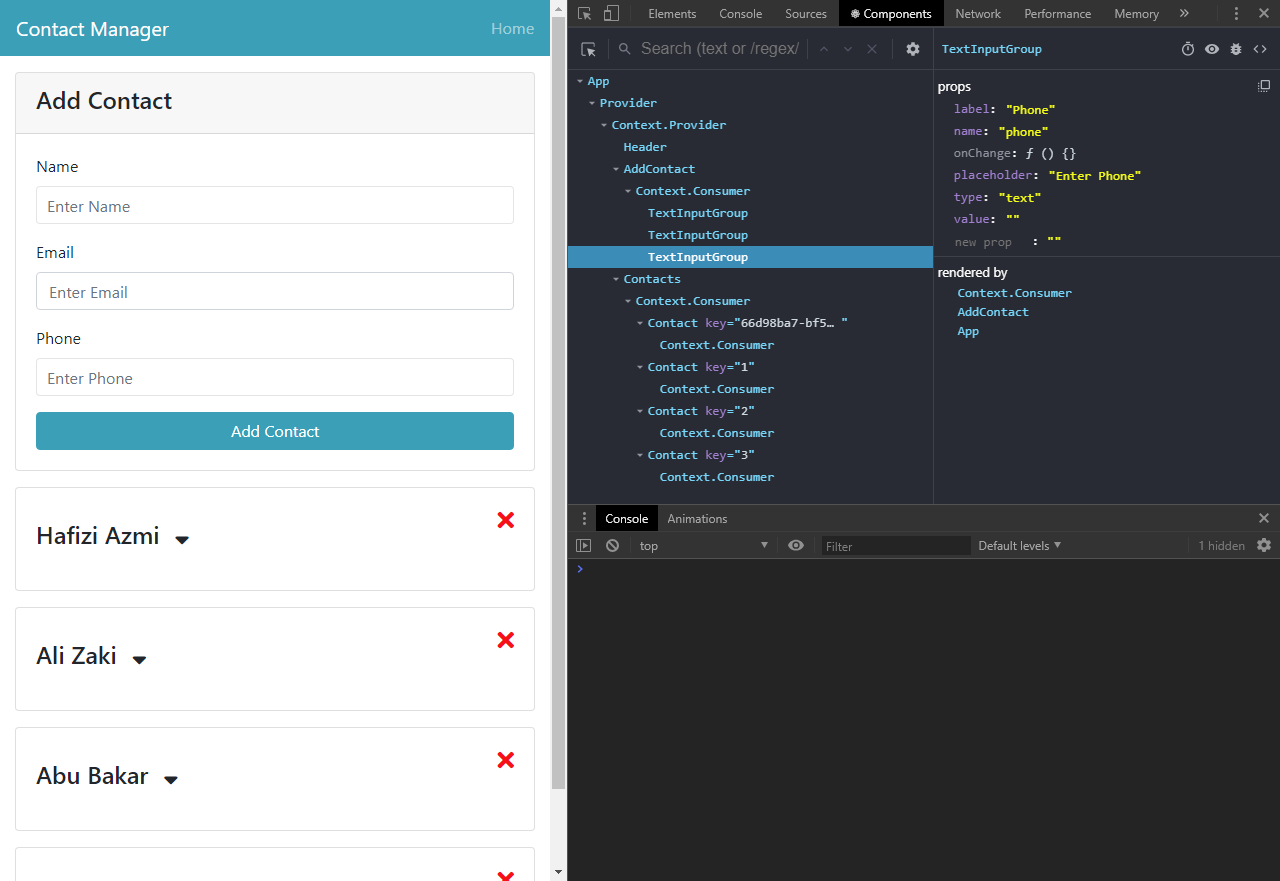 Contact Manager
Home
Add Contact
Name
Enter Name
Email
Enter Email
Phone
Enter Phone
Add Contact
Hafizi Azmi
Ali Zaki
Abu Bakar
Elements Console Sources Components Network Performance Memory
Search (text or /regex/
App
Provider
Context.Provider
Header
AddContact
Context.Consumer
TextInputGroup
TextInputGroup
TextInputGroup
Contacts
Context.Consumer
Contact key="66d98ba7-bf5… "
Context.Consumer
Contact key="1"
Context.Consumer
Contact key="2"
Context.Consumer
Contact key="3"
Context.Consumer
TextInputGroup
props
label: "Phone"
name: "phone"
onChange: ƒ () {}
placeholder: "Enter Phone"
type: "text"
value: ""
new prop : ""
rendered by
Context.Consumer
AddContact
App
Console Animations
top Filter Default levels 1 hidden